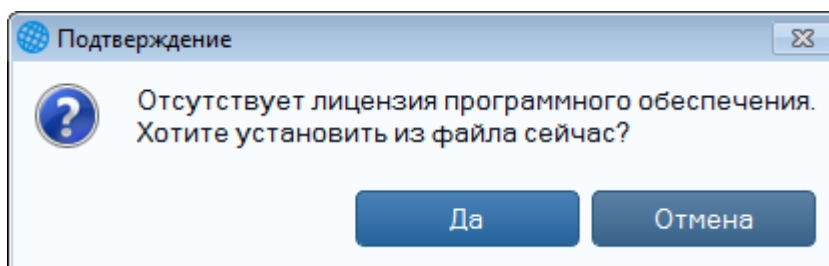 Подтверждение
Отсутствует лицензия программного обеспечения.
Хотите установить из файла сейчас?
Да
Отмена